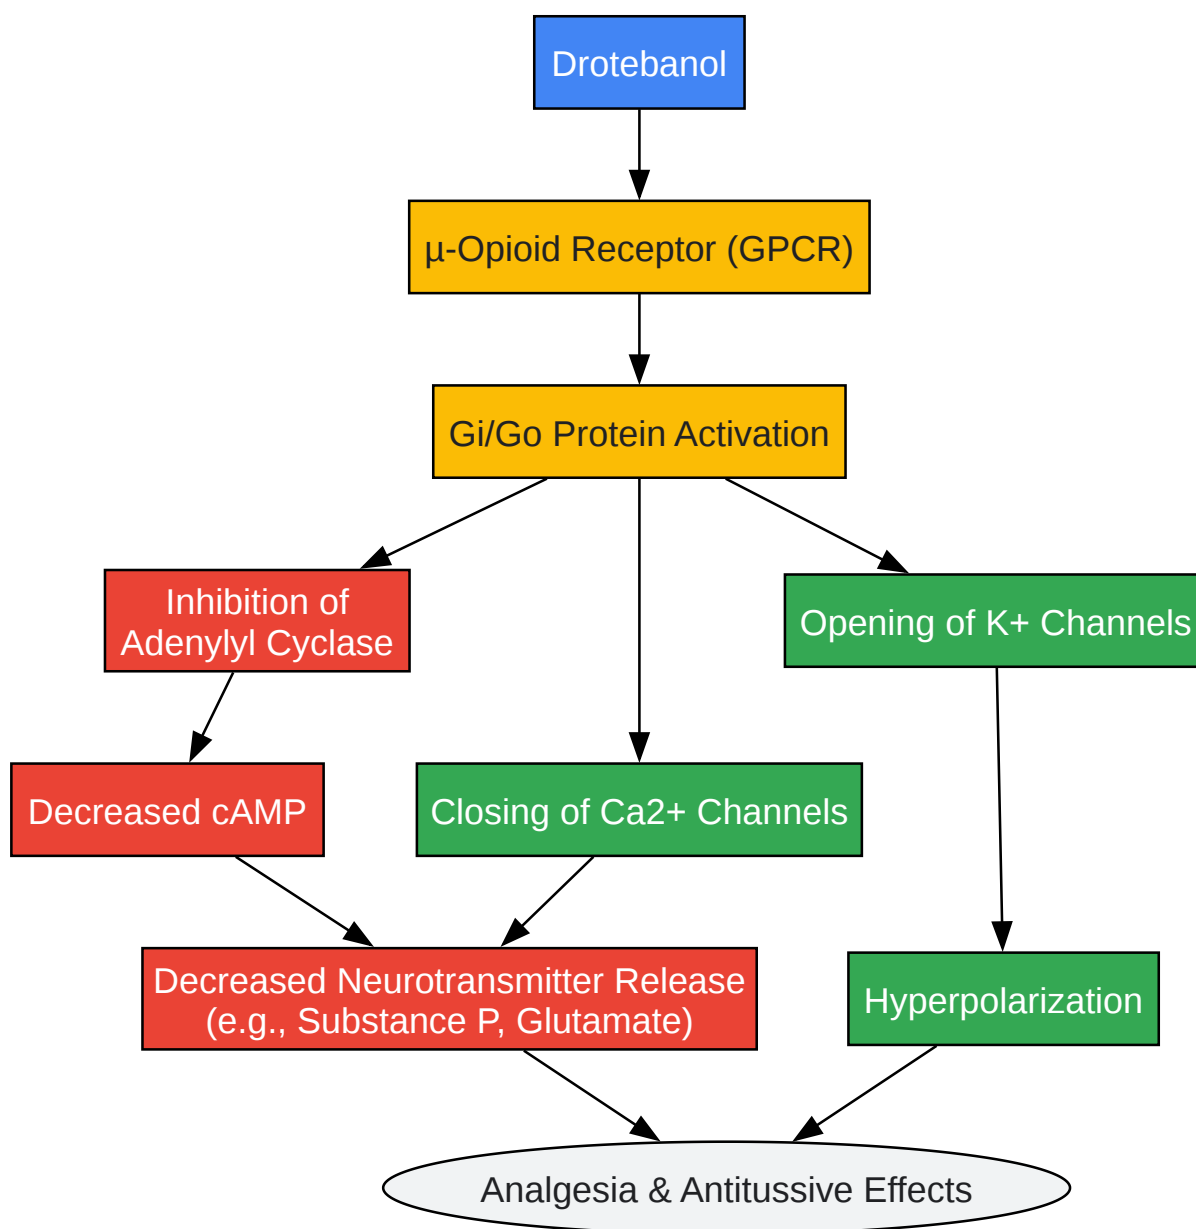 Drotebanol
µ-Opioid Receptor (GPCR)
Gi/Go Protein Activation
Inhibition of
Adenylyl Cyclase
Opening of K+ Channels
Decreased cAMP
Closing of Ca2+ Channels
Decreased Neurotransmitter Release
(e.g., Substance P, Glutamate)
Hyperpolarization
Analgesia & Antitussive Effects